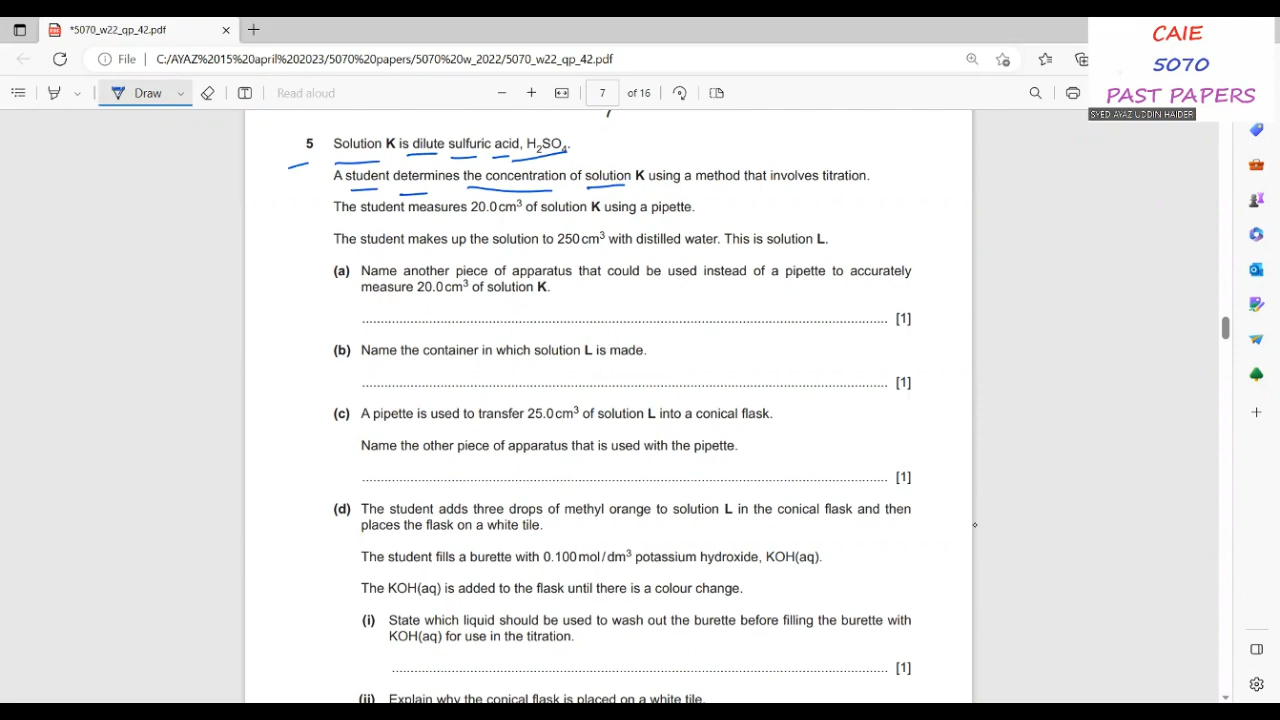 *5070_w22_qp_42.pdf
File C:/AYAZ%2015%20april%202023/5070%20papers/5070%20w_2022/5070_w22_qp_42.pdf
Draw Read aloud 7 of 16
CAIE
5070
PAST PAPERS
SYED AYAZ UDDIN HAIDER
5 Solution K is dilute sulfuric acid, H₂SO₄.
A student determines the concentration of solution K using a method that involves titration.
The student measures 20.0 cm³ of solution K using a pipette.
The student makes up the solution to 250 cm³ with distilled water. This is solution L.
(a) Name another piece of apparatus that could be used instead of a pipette to accurately
measure 20.0 cm³ of solution K.
[1]
(b) Name the container in which solution L is made.
[1]
(c) A pipette is used to transfer 25.0 cm³ of solution L into a conical flask.
Name the other piece of apparatus that is used with the pipette.
[1]
(d) The student adds three drops of methyl orange to solution L in the conical flask and then
places the flask on a white tile.
The student fills a burette with 0.100 mol/dm³ potassium hydroxide, KOH(aq).
The KOH(aq) is added to the flask until there is a colour change.
(i) State which liquid should be used to wash out the burette before filling the burette with
KOH(aq) for use in the titration.
[1]
(ii) Explain why the conical flask is placed on a white tile.